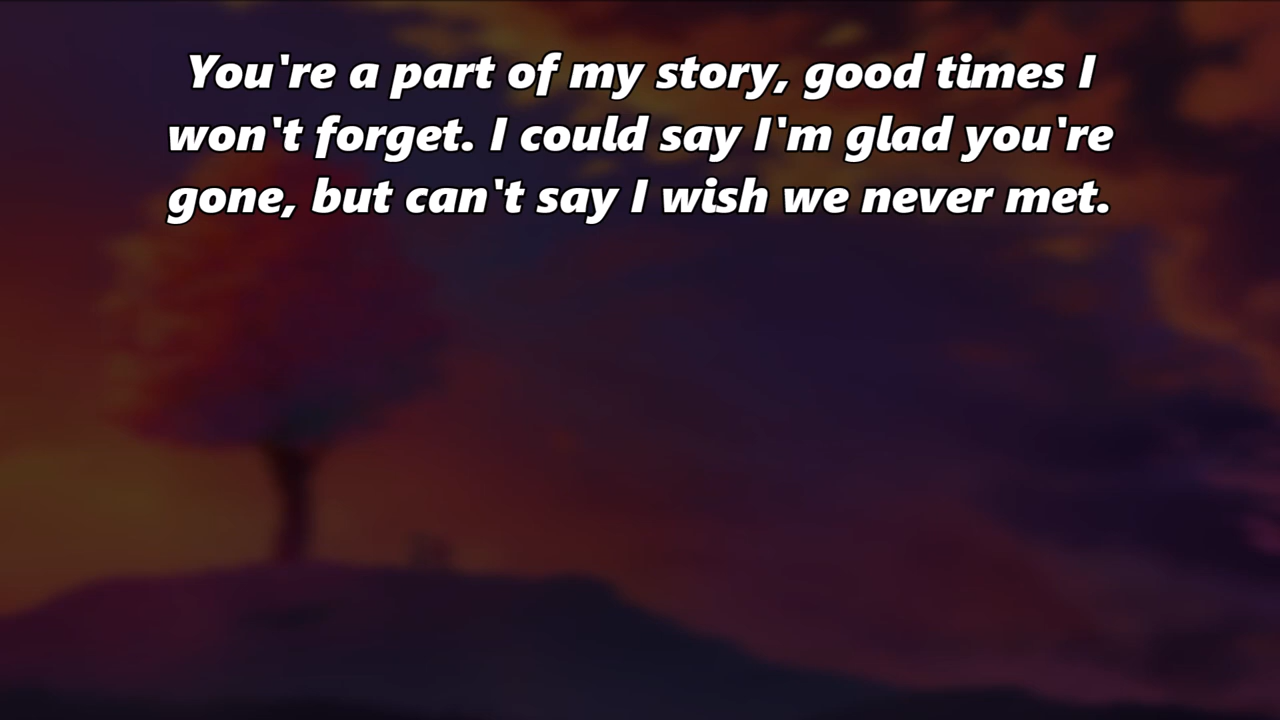 You're a part of my story, good times I
won't forget. I could say I'm glad you're
gone, but can't say I wish we never met.